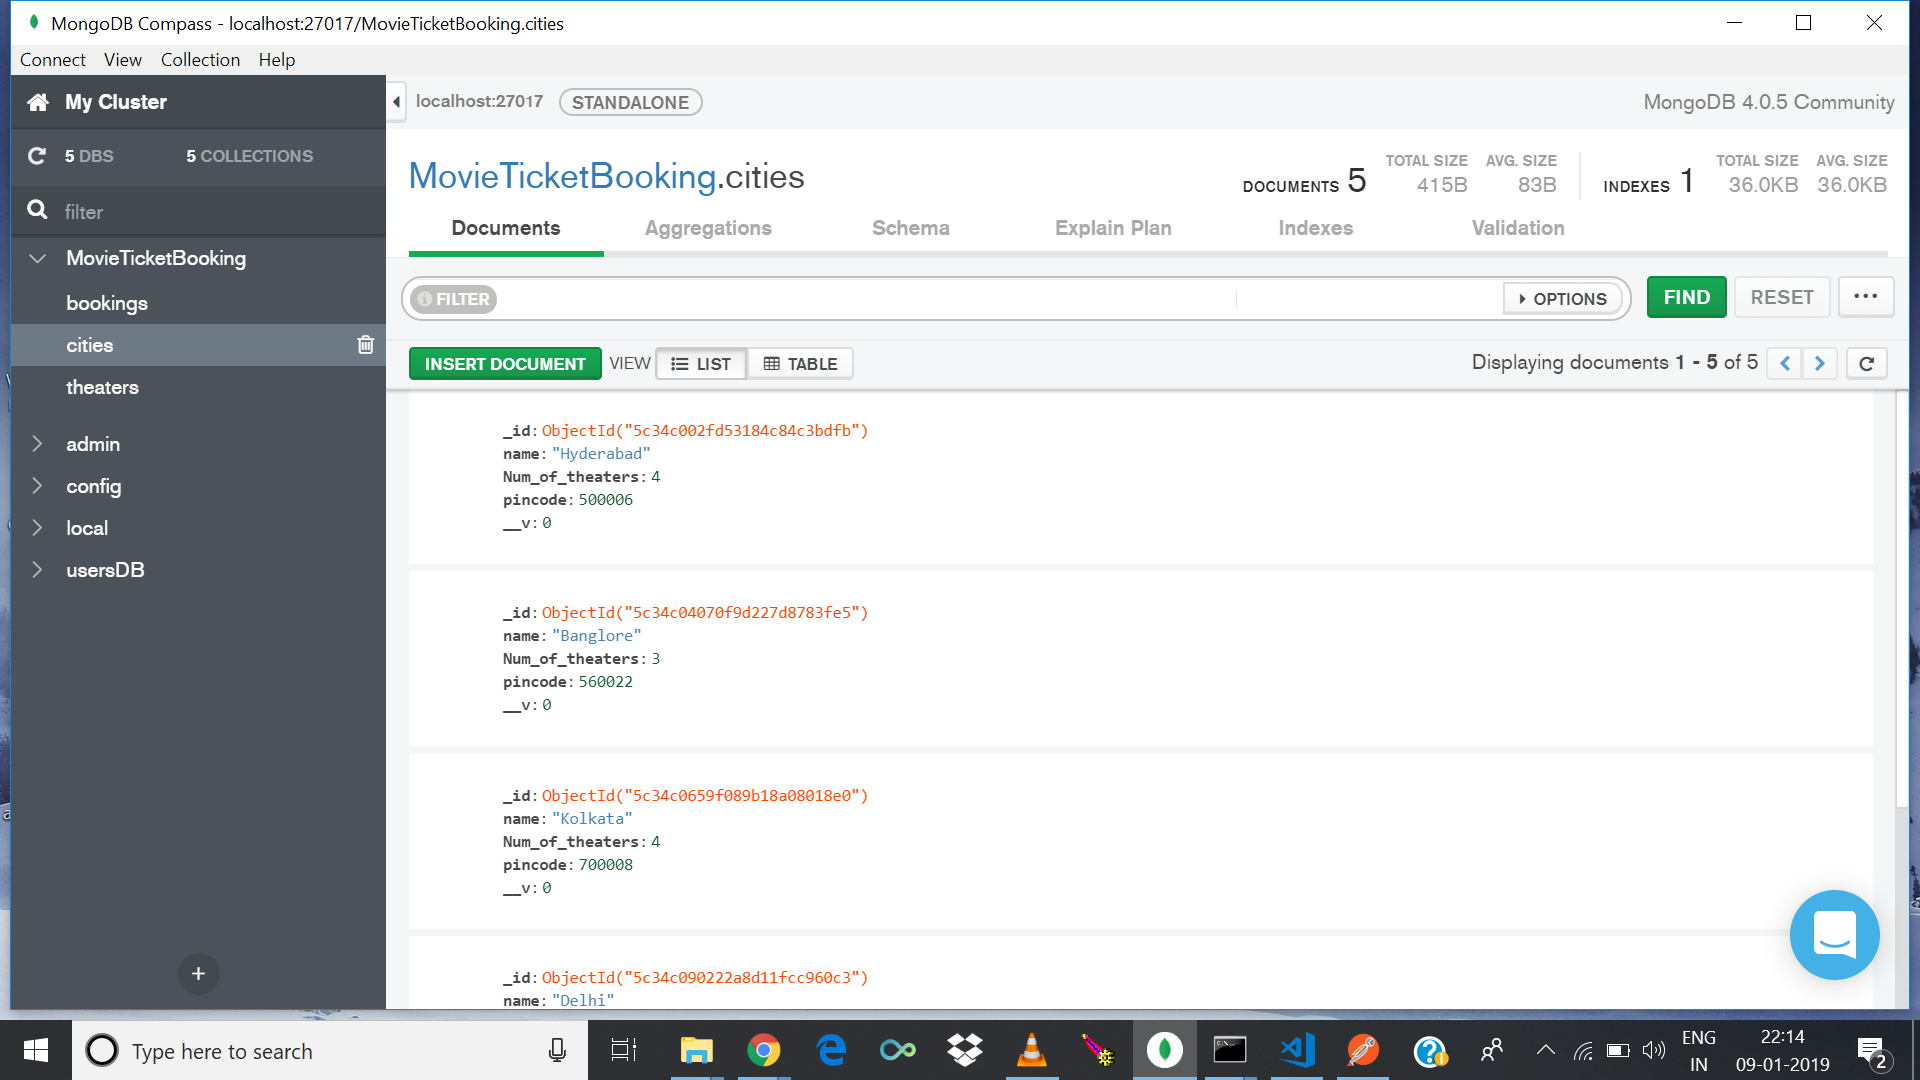 MongoDB Compass - localhost:27017/MovieTicketBooking.cities
Connect View Collection Help
My Cluster
localhost:27017 STANDALONE
MongoDB 4.0.5 Community
5 DBS 5 COLLECTIONS
filter
MovieTicketBooking
bookings
cities
theaters
admin
config
local
usersDB
+
MovieTicketBooking.cities
DOCUMENTS 5
TOTAL SIZE AVG. SIZE
415B 83B
INDEXES 1
TOTAL SIZE AVG. SIZE
36.0KB 36.0KB
Documents Aggregations Schema Explain Plan Indexes Validation
FILTER
OPTIONS
FIND
RESET
...
INSERT DOCUMENT VIEW LIST TABLE
Displaying documents 1 - 5 of 5
_id: ObjectId("5c34c002fd53184c84c3bdfb")
name: "Hyderabad"
Num_of_theaters: 4
pincode: 500006
__v: 0
_id: ObjectId("5c34c04070f9d227d8783fe5")
name: "Banglore"
Num_of_theaters: 3
pincode: 560022
__v: 0
_id: ObjectId("5c34c0659f089b18a08018e0")
name: "Kolkata"
Num_of_theaters: 4
pincode: 700008
__v: 0
_id: ObjectId("5c34c090222a8d11fcc960c3")
name: "Delhi"
Type here to search
ENG
IN
22:14
09-01-2019
2